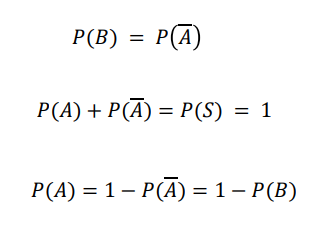 P(B) = P(A̅)
P(A) + P(A̅) = P(S) = 1
P(A) = 1 − P(A̅) = 1 − P(B)